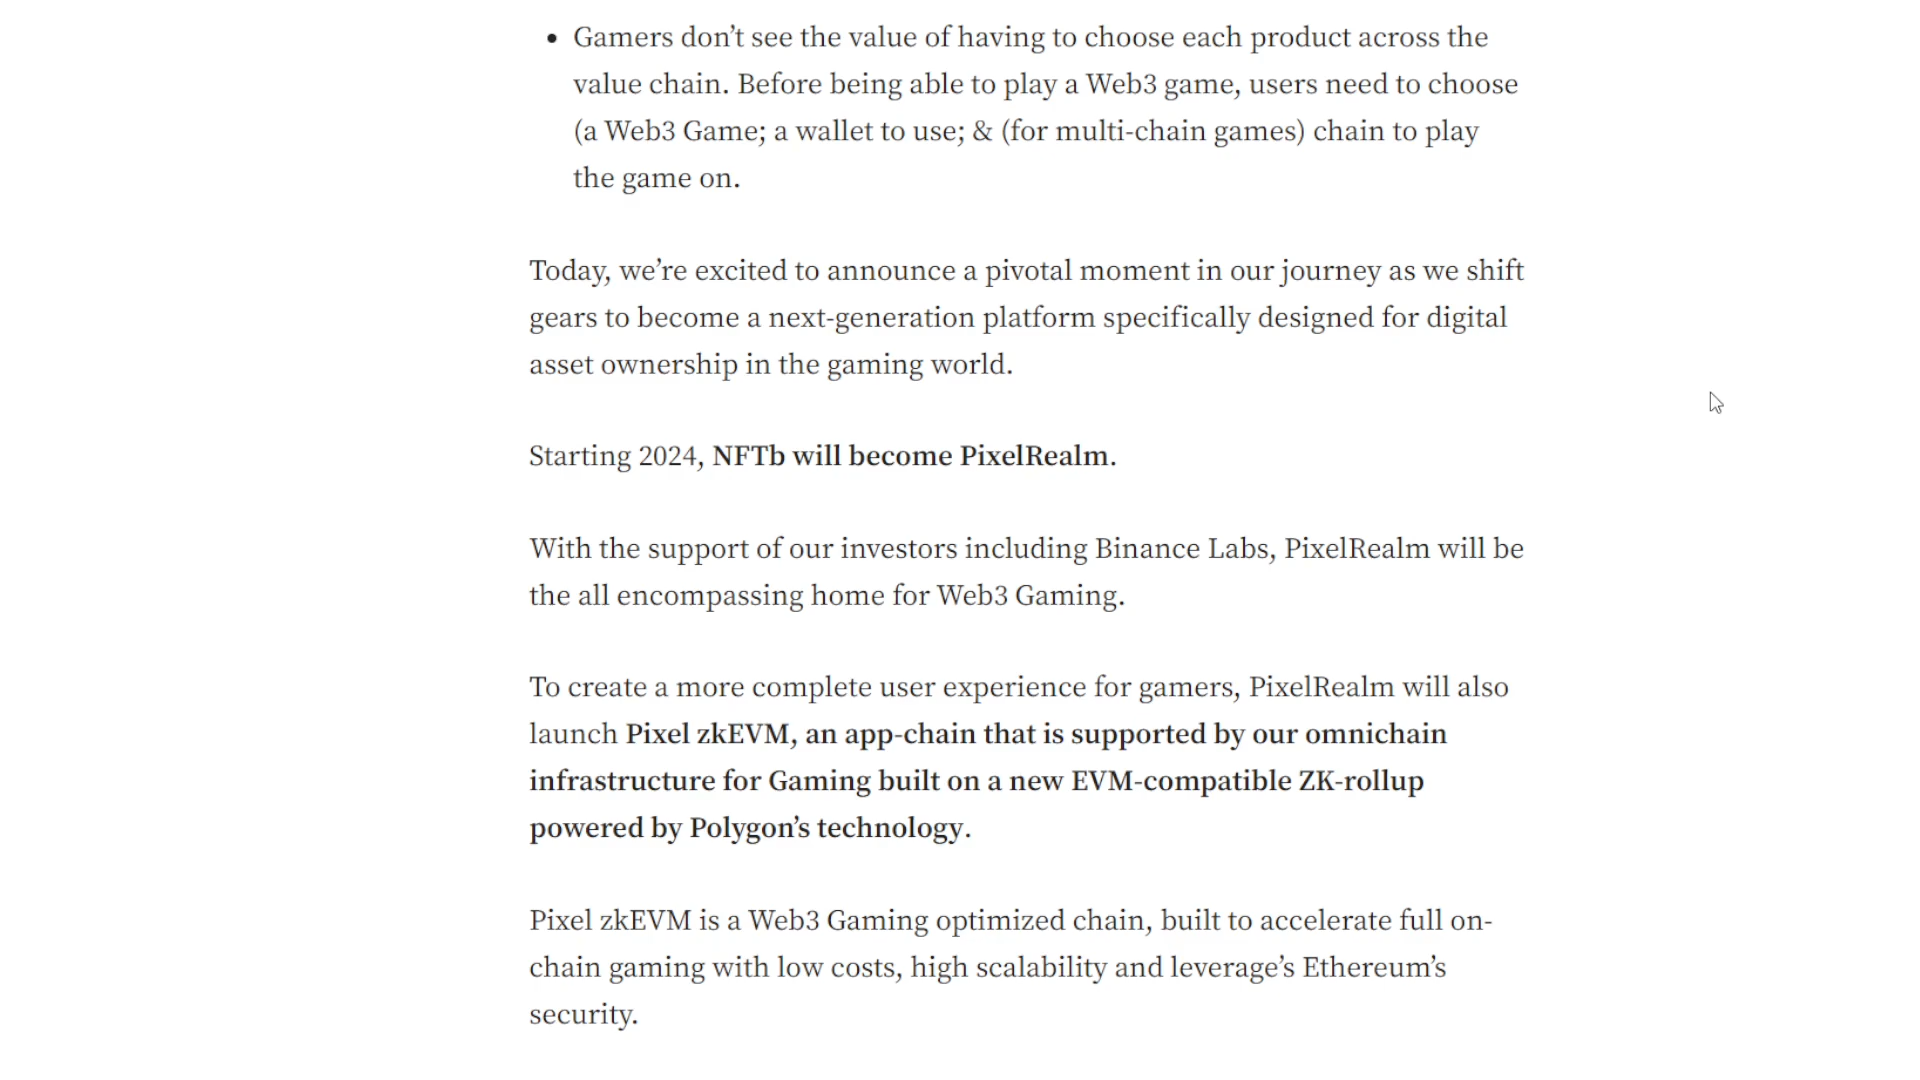 • Gamers don’t see the value of having to choose each product across the
value chain. Before being able to play a Web3 game, users need to choose
(a Web3 Game; a wallet to use; & (for multi-chain games) chain to play
the game on.
Today, we’re excited to announce a pivotal moment in our journey as we shift
gears to become a next-generation platform specifically designed for digital
asset ownership in the gaming world.
Starting 2024, NFTb will become PixelRealm.
With the support of our investors including Binance Labs, PixelRealm will be
the all encompassing home for Web3 Gaming.
To create a more complete user experience for gamers, PixelRealm will also
launch Pixel zkEVM, an app-chain that is supported by our omnichain
infrastructure for Gaming built on a new EVM-compatible ZK-rollup
powered by Polygon’s technology.
Pixel zkEVM is a Web3 Gaming optimized chain, built to accelerate full on-
chain gaming with low costs, high scalability and leverage’s Ethereum’s
security.